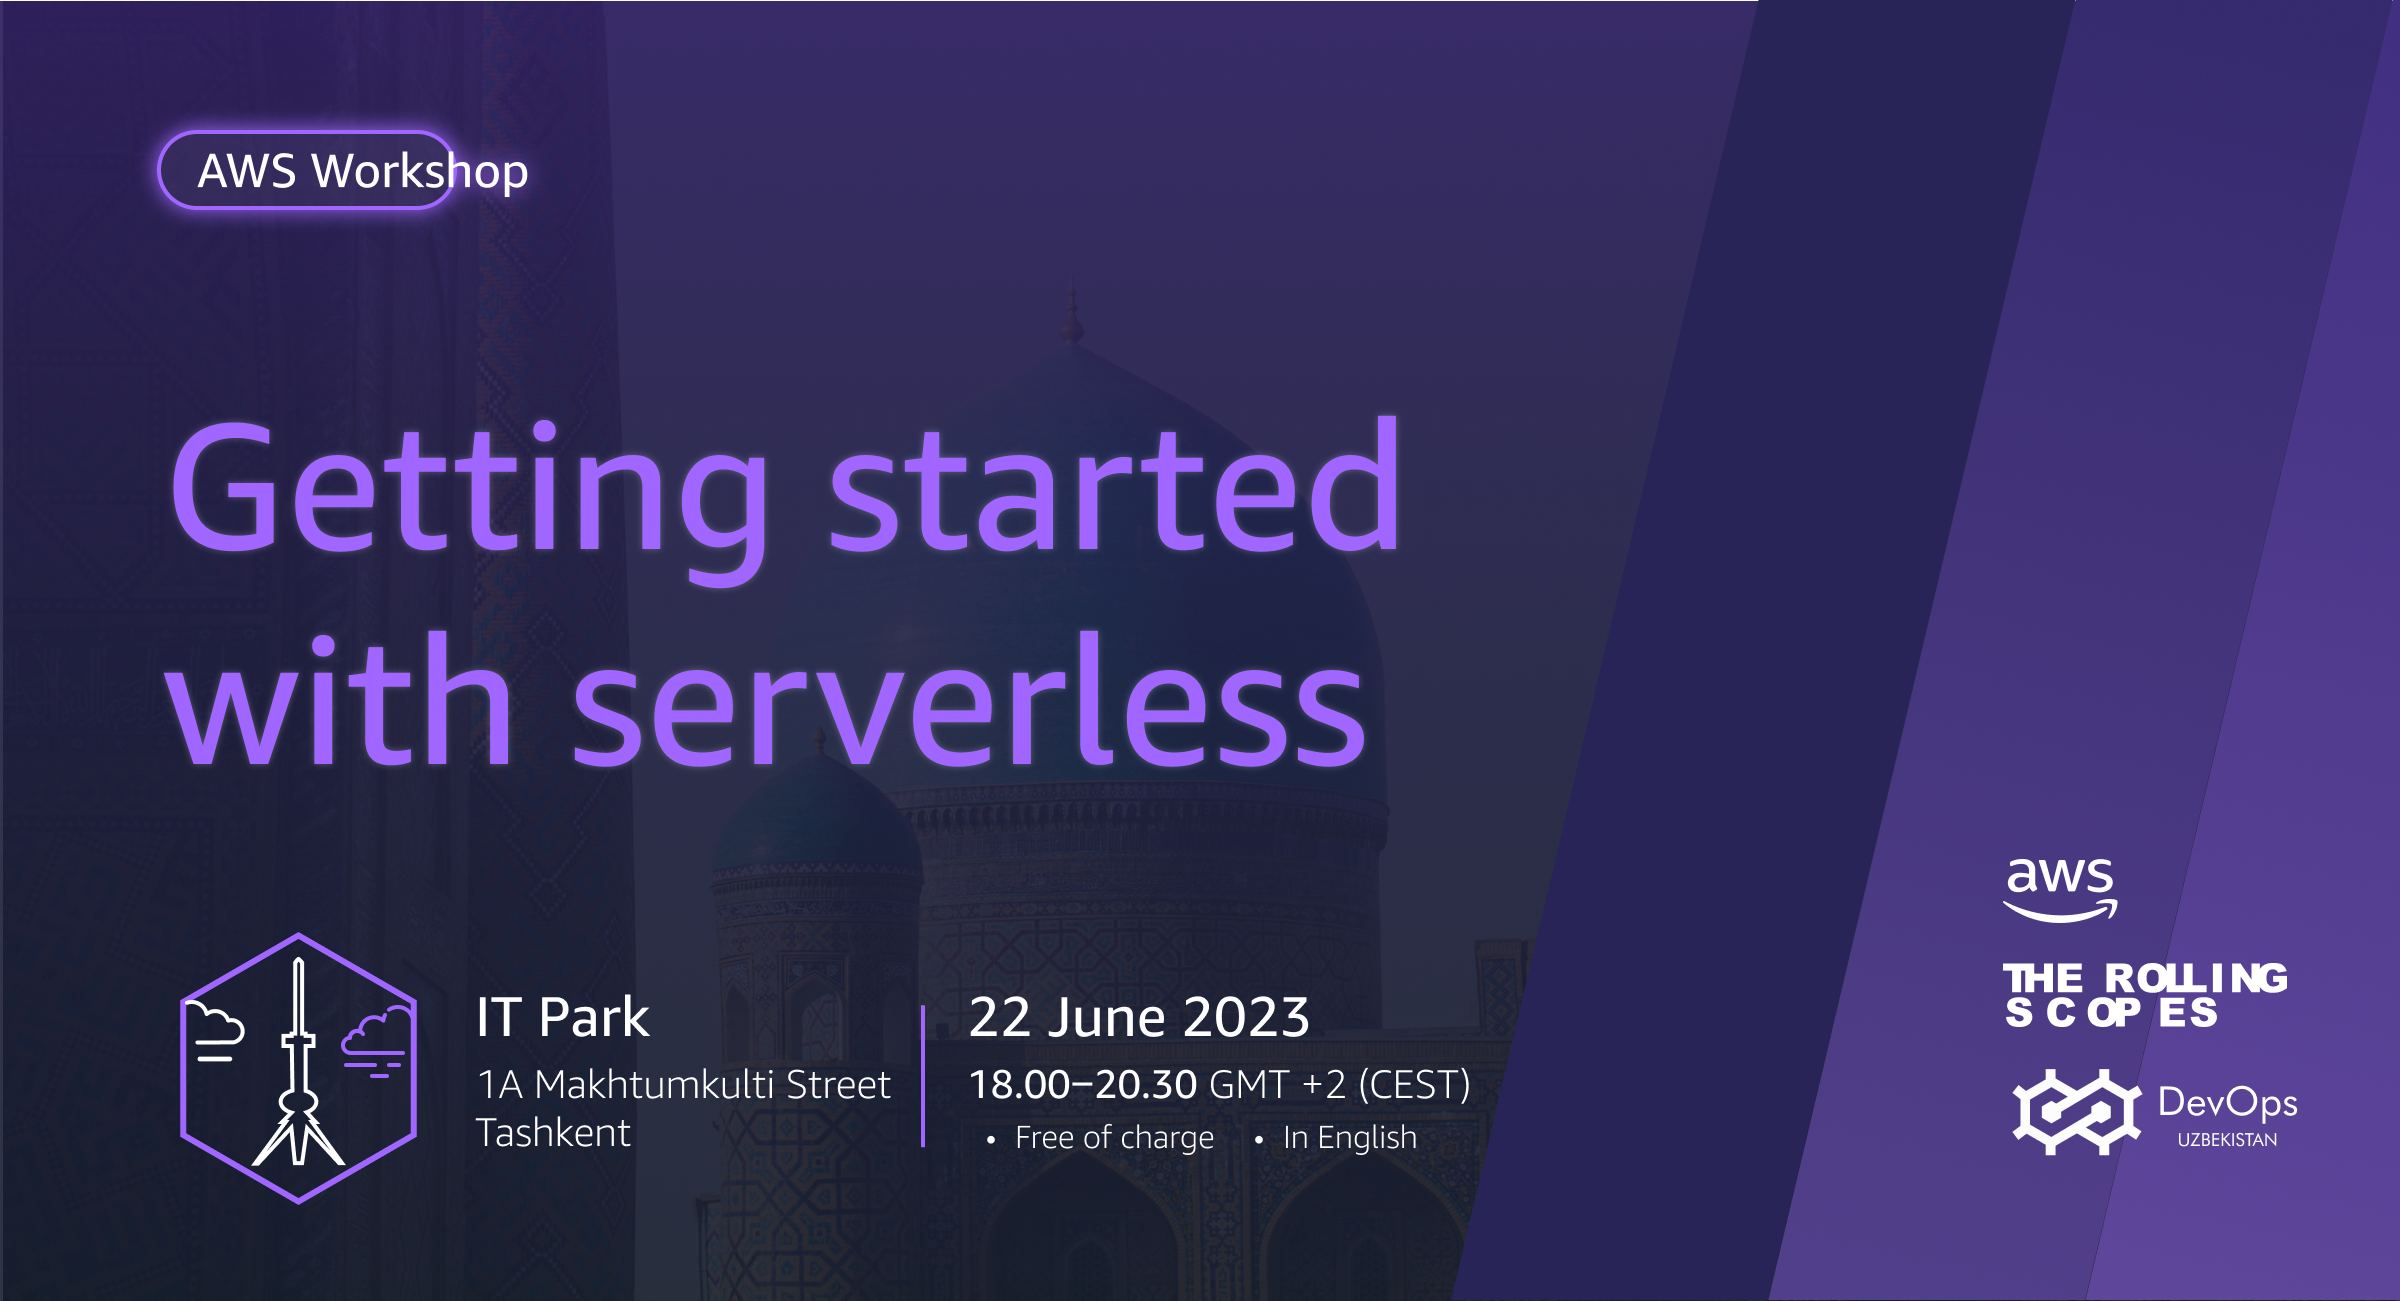 AWS Workshop
Getting started
with serverless
IT Park
1A Makhtumkulti Street
Tashkent
22 June 2023
18.00–20.30 GMT +2 (CEST)
• Free of charge • In English
aws
THE ROLLING
SCOPES
DevOps
UZBEKISTAN